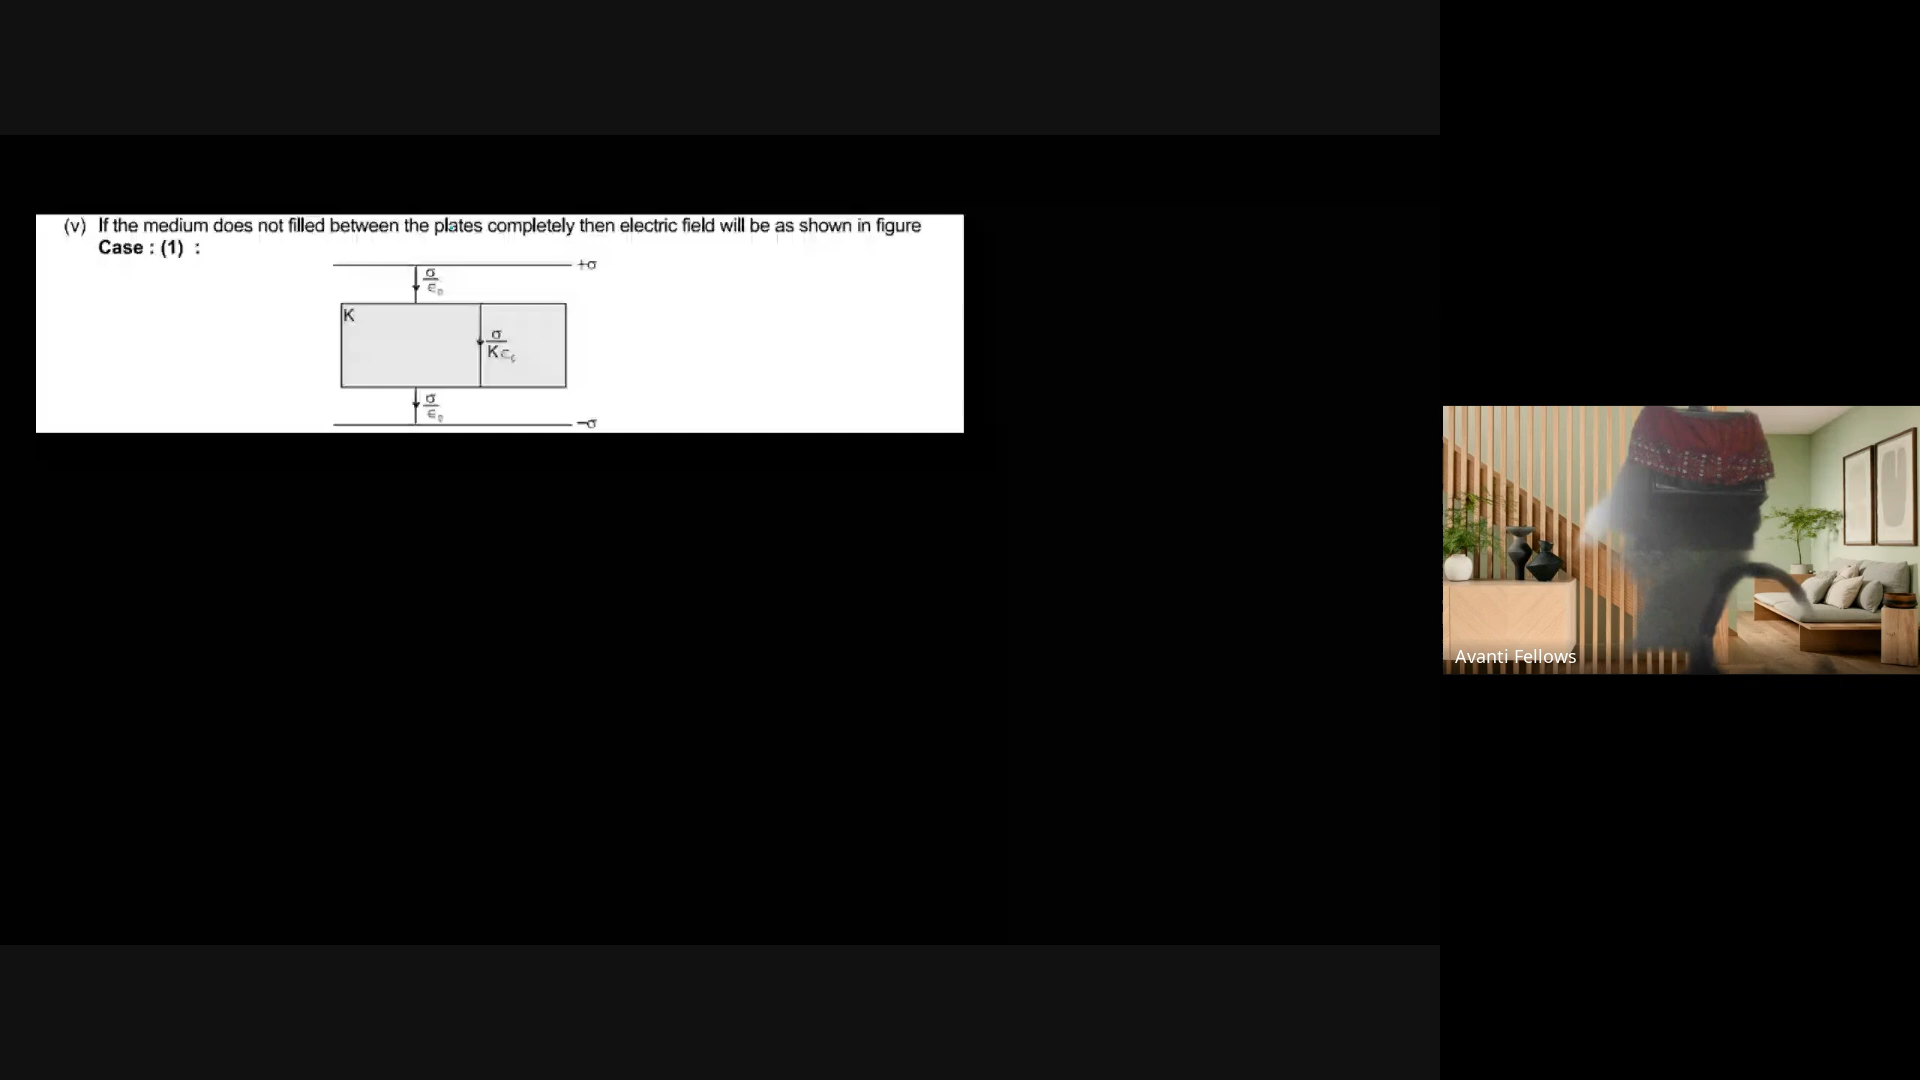 (v) If the medium does not filled between the plates completely then electric field will be as shown in figure
Case : (1) :
+σ
σ
ε₀
K
σ
Kε₀
σ
ε₀
−σ
Avanti Fellows